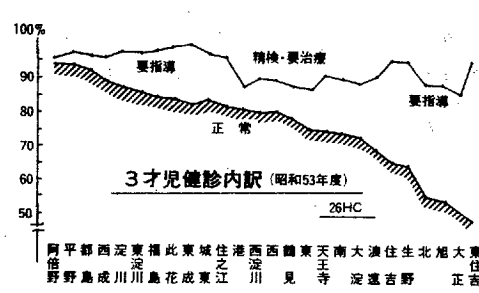 100%
90
80
70
60
50
精検・要治療
要指導
要指導
正常
3才児健診内訳(昭和53年度)
26HC
阿倍野
平野
都島
西成
淀川
東淀川
福島
此花
東成
城東
住之江
港
西淀川
西
鶴見
東
天王寺
南
大淀
浪速
住吉
生野
北
旭
大正
東住吉